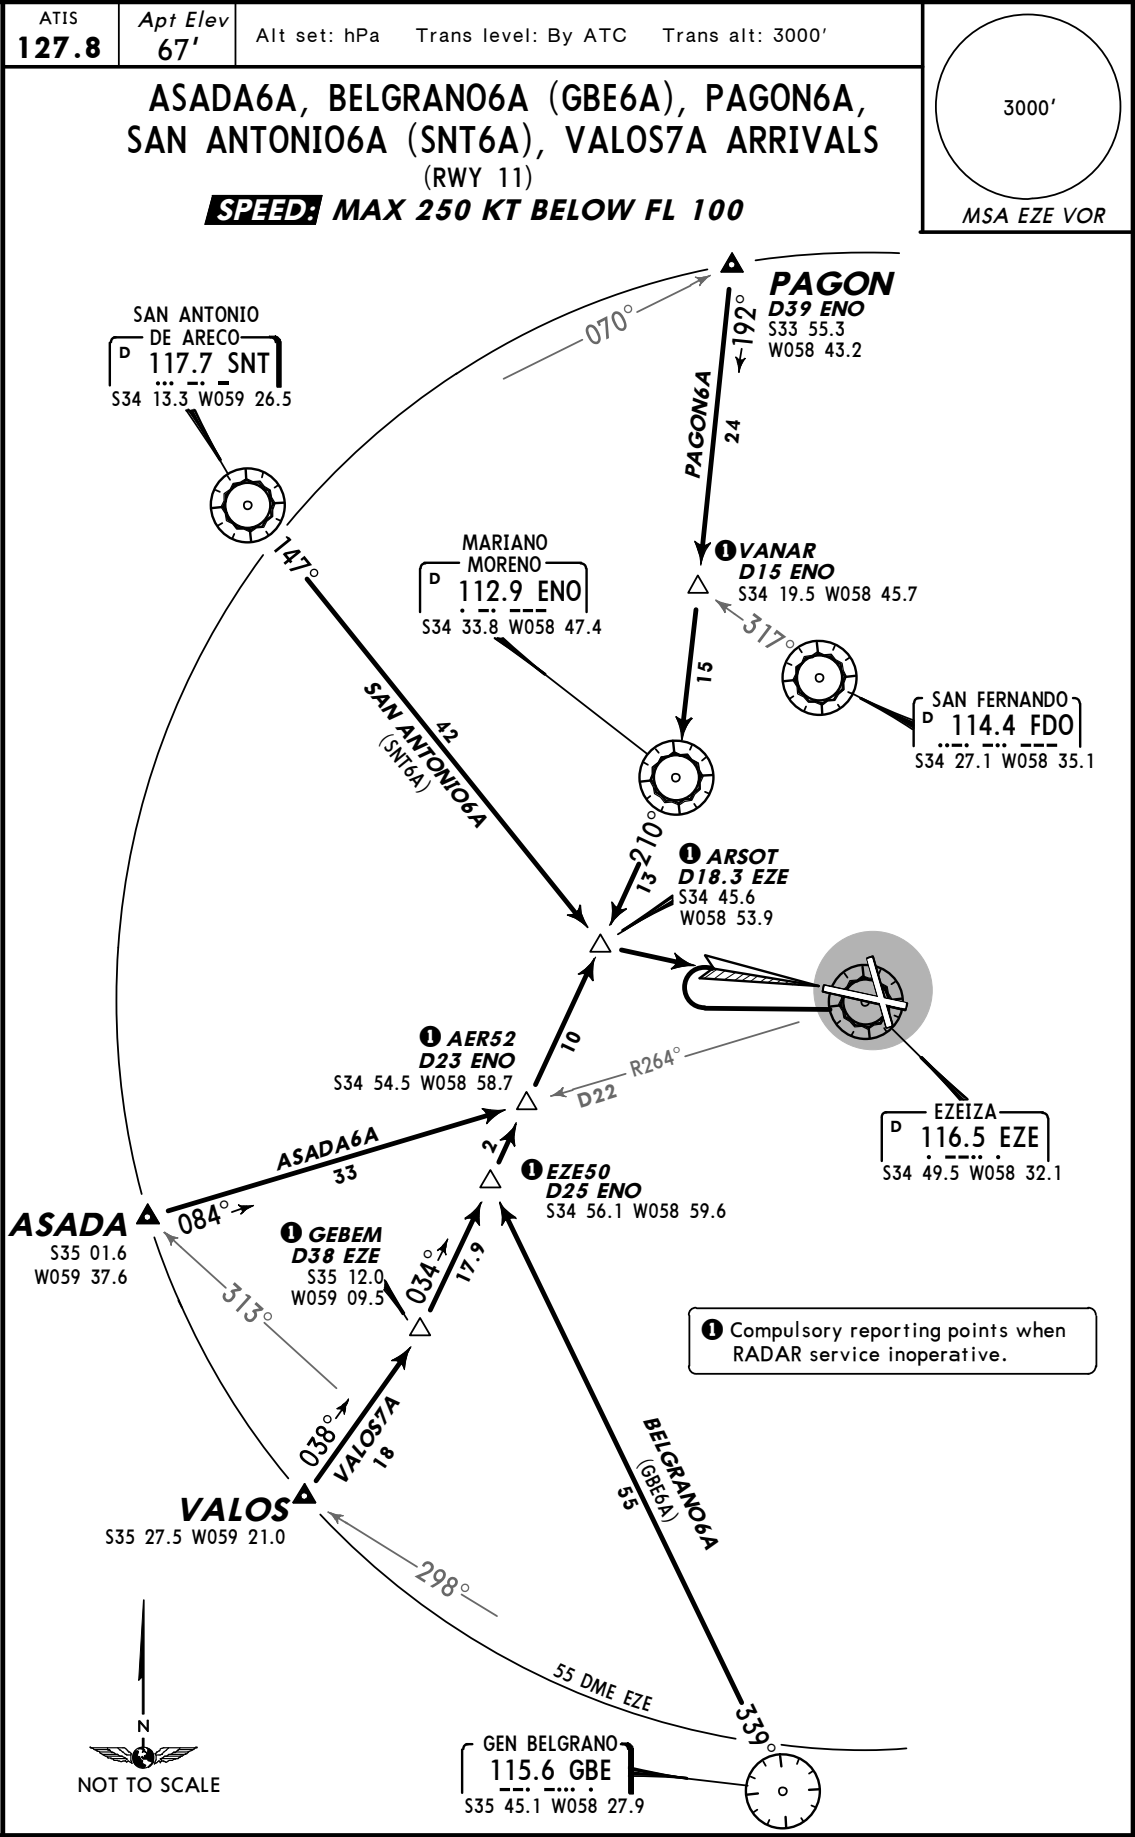 ATIS
127.8
Apt Elev
67'
Alt set: hPa Trans level: By ATC Trans alt: 3000'
3000'
MSA EZE VOR
ASADA6A, BELGRANO6A (GBE6A), PAGON6A,
SAN ANTONIO6A (SNT6A), VALOS7A ARRIVALS
(RWY 11)
SPEED: MAX 250 KT BELOW FL 100
PAGON
D39 ENO
S33 55.3
W058 43.2
070°
192°
PAGON6A
24
SAN ANTONIO
DE ARECO
D 117.7 SNT
S34 13.3 W059 26.5
147°
SAN ANTONIO6A
(SNT6A)
42
MARIANO
MORENO
D 112.9 ENO
S34 33.8 W058 47.4
1 VANAR
D15 ENO
S34 19.5 W058 45.7
317°
15
SAN FERNANDO
D 114.4 FDO
S34 27.1 W058 35.1
210°
13
1 ARSOT
D18.3 EZE
S34 45.6
W058 53.9
1 AER52
D23 ENO
S34 54.5 W058 58.7
10
R264°
D22
EZEIZA
D 116.5 EZE
S34 49.5 W058 32.1
ASADA6A
33
2
1 EZE50
D25 ENO
S34 56.1 W058 59.6
ASADA
S35 01.6
W059 37.6
084°
313°
1 GEBEM
D38 EZE
S35 12.0
W059 09.5
034°
17.9
1 Compulsory reporting points when
RADAR service inoperative.
038°
VALOS7A
18
VALOS
S35 27.5 W059 21.0
298°
BELGRANO6A
(GBE6A)
55
55 DME EZE
339°
N
NOT TO SCALE
GEN BELGRANO
115.6 GBE
S35 45.1 W058 27.9